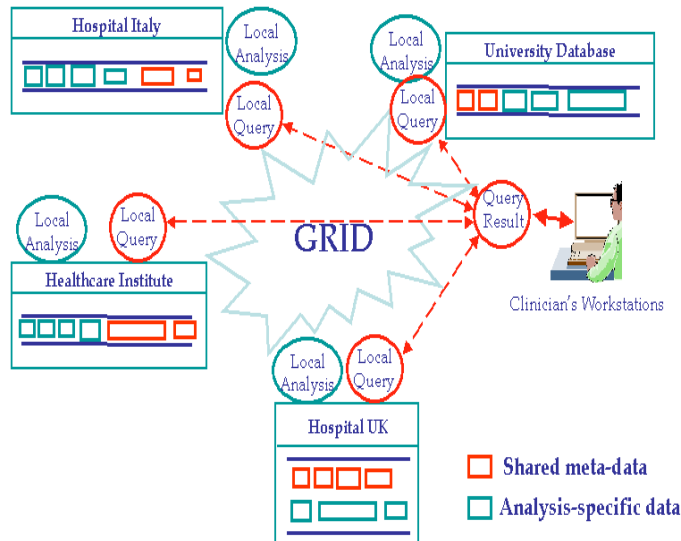 Hospital Italy
Local
Analysis
Local
Query
Local
Analysis
Local
Query
University Database
Local
Analysis
Local
Query
Healthcare Institute
GRID
Query
Result
Clinician's Workstations
Local
Analysis
Local
Query
Hospital UK
Shared meta-data
Analysis-specific data